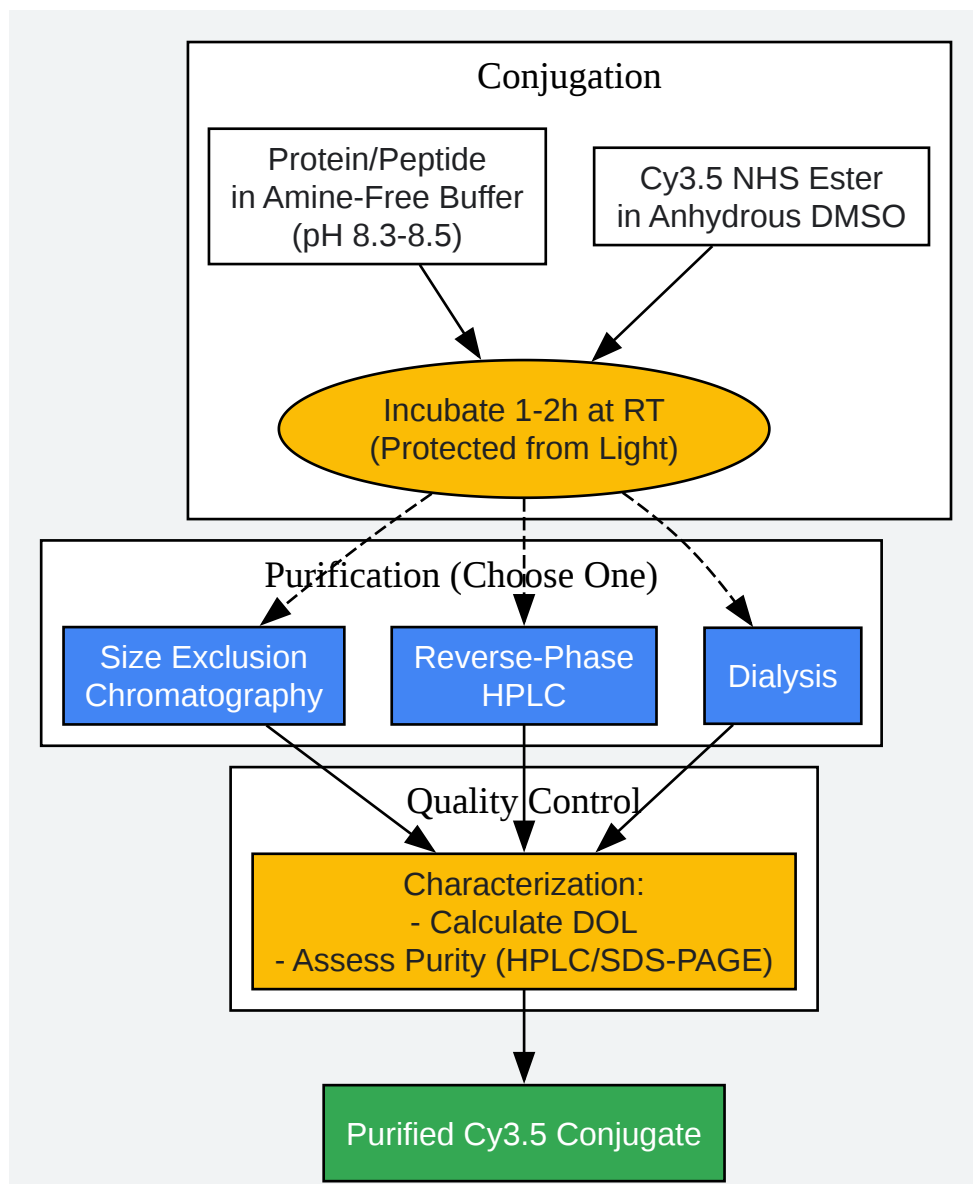 Conjugation
Protein/Peptide
in Amine-Free Buffer
(pH 8.3-8.5)
Cy3.5 NHS Ester
in Anhydrous DMSO
Incubate 1-2h at RT
(Protected from Light)
Purification (Choose One)
Size Exclusion
Chromatography
Reverse-Phase
HPLC
Dialysis
Quality Control
Characterization:
- Calculate DOL
- Assess Purity (HPLC/SDS-PAGE)
Purified Cy3.5 Conjugate